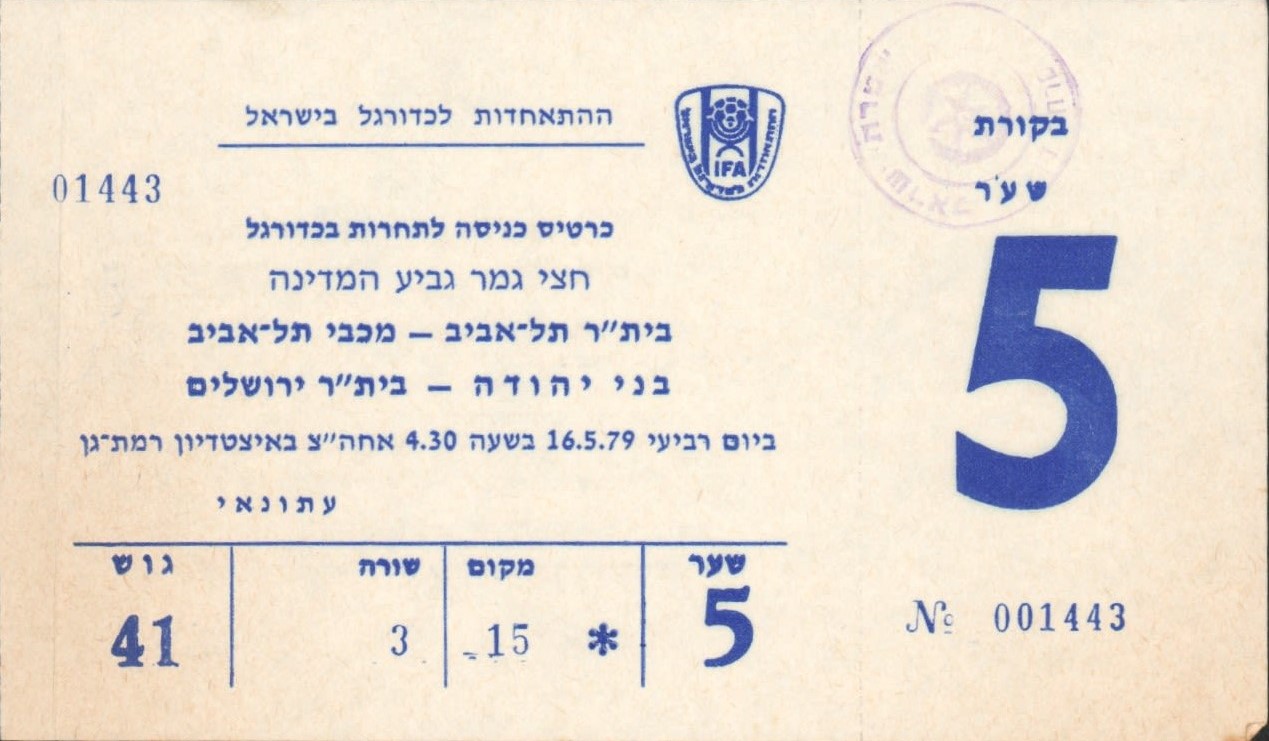 ההתאחדות לכדורגל בישראל
IFA
01443
כרטיס כניסה לתחרות בכדורגל
חצי גמר גביע המדינה
בית״ר תל־אביב – מכבי תל־אביב
בני יהודה – בית״ר ירושלים
ביום רביעי 16.5.79 בשעה 4.30 אחה״צ באיצטדיון רמת־גן
עתונאי
שער מקום שורה גוש
5 * 15 3 41
בקורת
שער
5
№ 001443